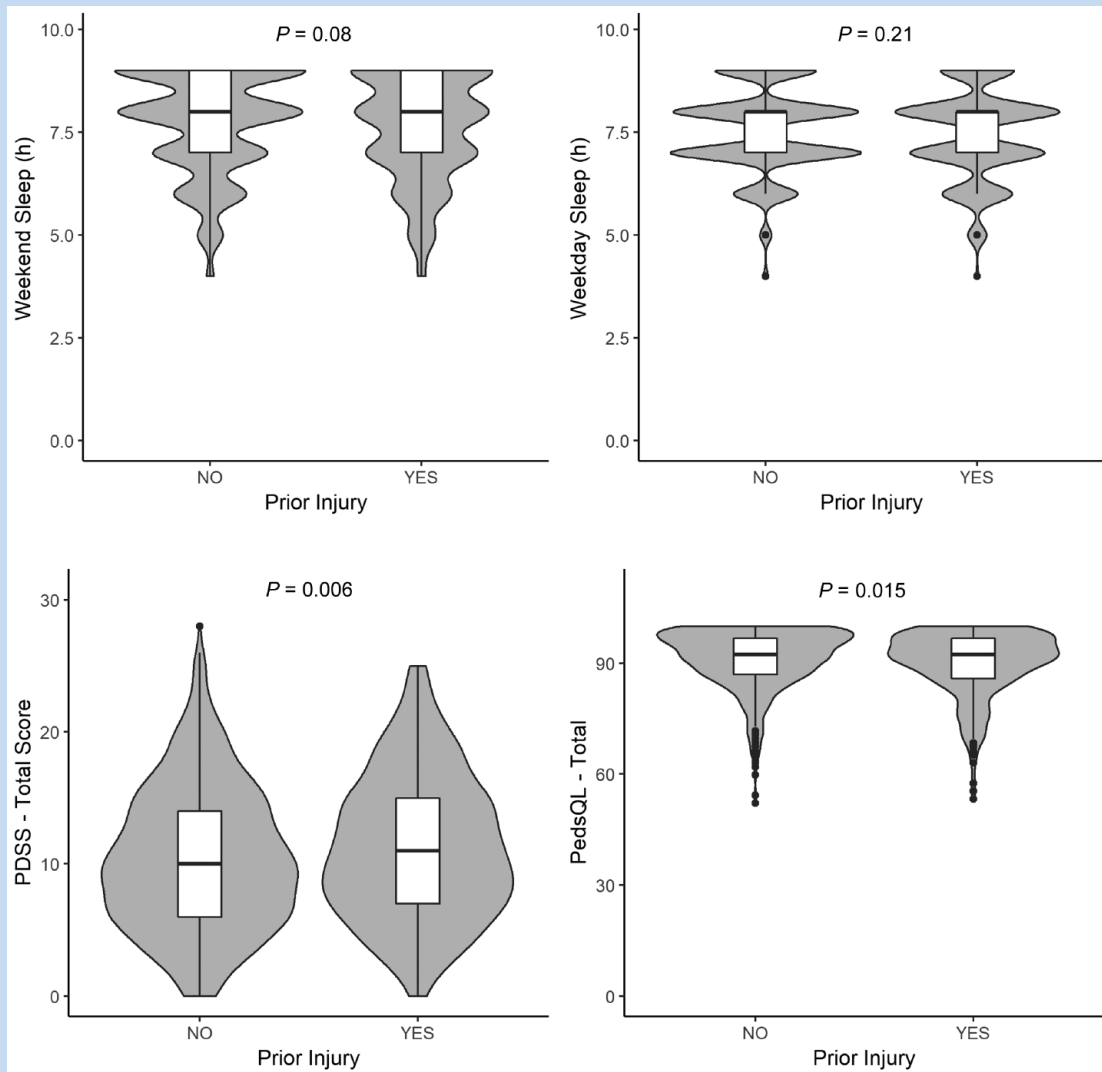 P = 0.08
Weekend Sleep (h)
10.0
7.5
5.0
2.5
0.0
NO
YES
Prior Injury
P = 0.21
Weekday Sleep (h)
10.0
7.5
5.0
2.5
0.0
NO
YES
Prior Injury
P = 0.006
PDSS - Total Score
30
20
10
0
NO
YES
Prior Injury
P = 0.015
PedsQL - Total
90
60
30
0
NO
YES
Prior Injury